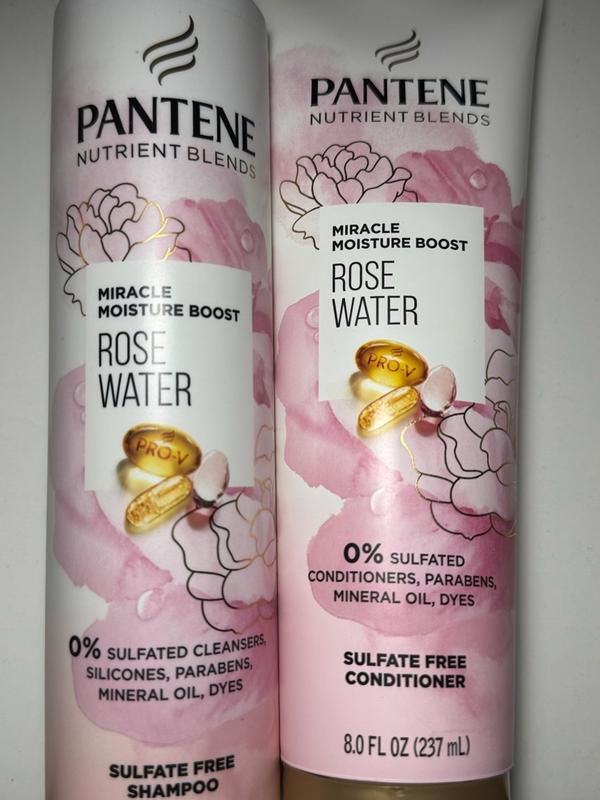 PANTENE
NUTRIENT BLENDS
MIRACLE
MOISTURE BOOST
ROSE
WATER
PRO-V
0% SULFATED CLEANSERS,
SILICONES, PARABENS,
MINERAL OIL, DYES
SULFATE FREE
SHAMPOO
PANTENE
NUTRIENT BLENDS
MIRACLE
MOISTURE BOOST
ROSE
WATER
PRO-V
0% SULFATED
CONDITIONERS, PARABENS,
MINERAL OIL, DYES
SULFATE FREE
CONDITIONER
8.0 FL OZ (237 mL)